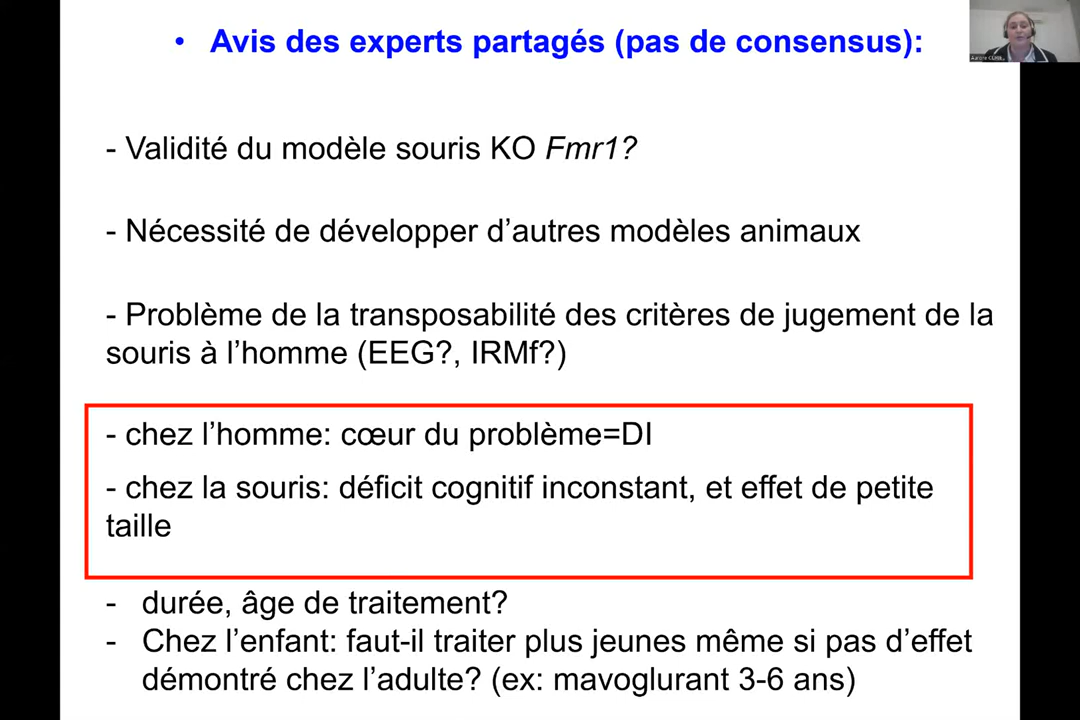 • Avis des experts partagés (pas de consensus):
- Validité du modèle souris KO Fmr1?
- Nécessité de développer d’autres modèles animaux
- Problème de la transposabilité des critères de jugement de la
souris à l’homme (EEG?, IRMf?)
- chez l’homme: cœur du problème=DI
- chez la souris: déficit cognitif inconstant, et effet de petite
taille
- durée, âge de traitement?
- Chez l’enfant: faut-il traiter plus jeunes même si pas d’effet
démontré chez l’adulte? (ex: mavoglurant 3-6 ans)